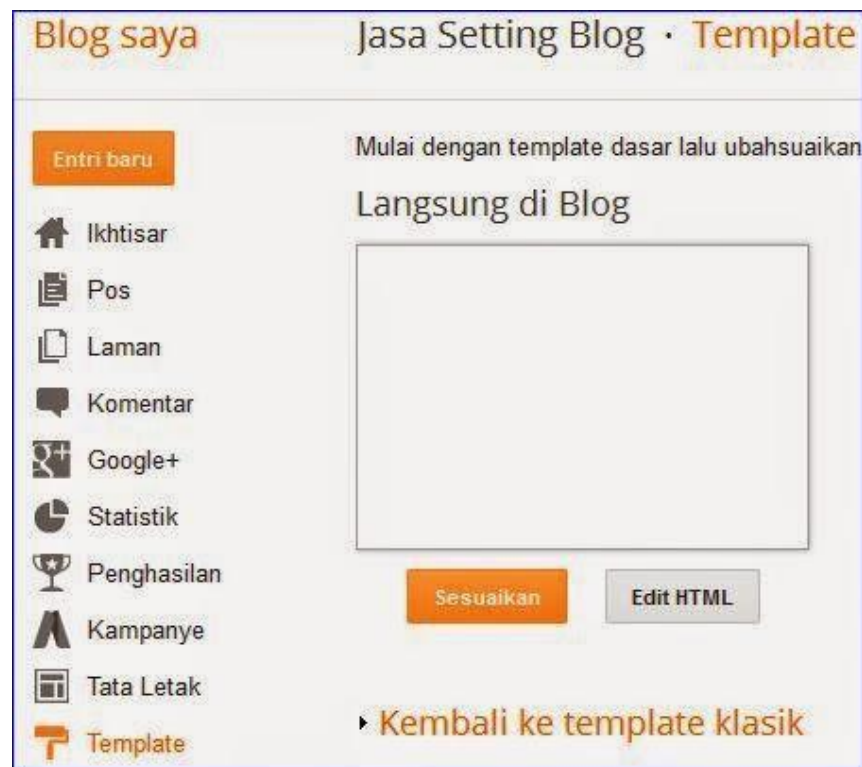 Blog saya
Jasa Setting Blog · Template
Entri baru
Mulai dengan template dasar lalu ubahsuaikan
Langsung di Blog
Ikhtisar
Pos
Laman
Komentar
Google+
Statistik
Penghasilan
Kampanye
Tata Letak
Template
Sesuaikan
Edit HTML
Kembali ke template klasik